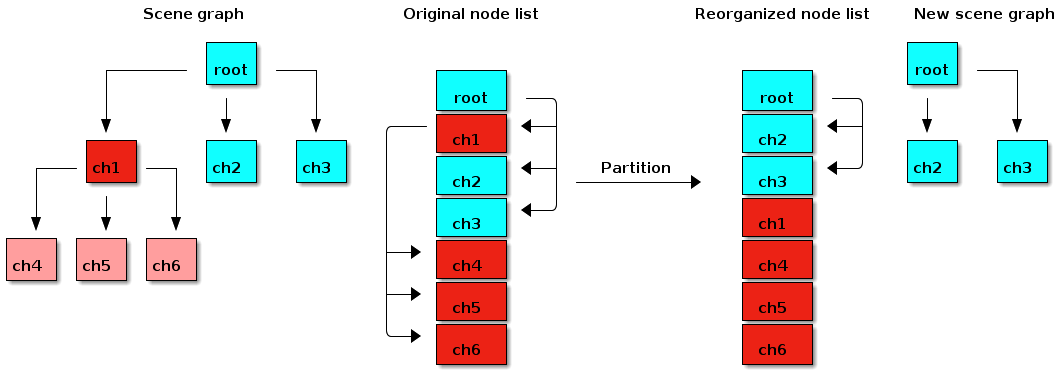 Scene graph
Original node list
Reorganized node list
New scene graph
root
ch1
ch2
ch3
ch4
ch5
ch6
root
ch1
ch2
ch3
ch4
ch5
ch6
Partition
root
ch2
ch3
ch1
ch4
ch5
ch6
root
ch2
ch3